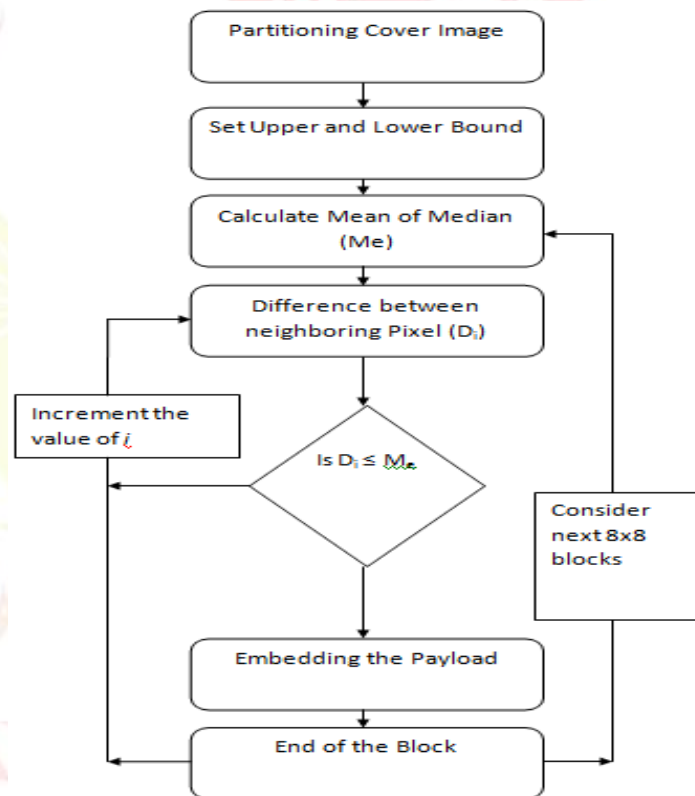 Partitioning Cover Image
Set Upper and Lower Bound
Calculate Mean of Median
(Me)
Difference between
neighboring Pixel (Dᵢ)
Increment the
value of i
Is Dᵢ ≤ Mₑ
Consider
next 8x8
blocks
Embedding the Payload
End of the Block